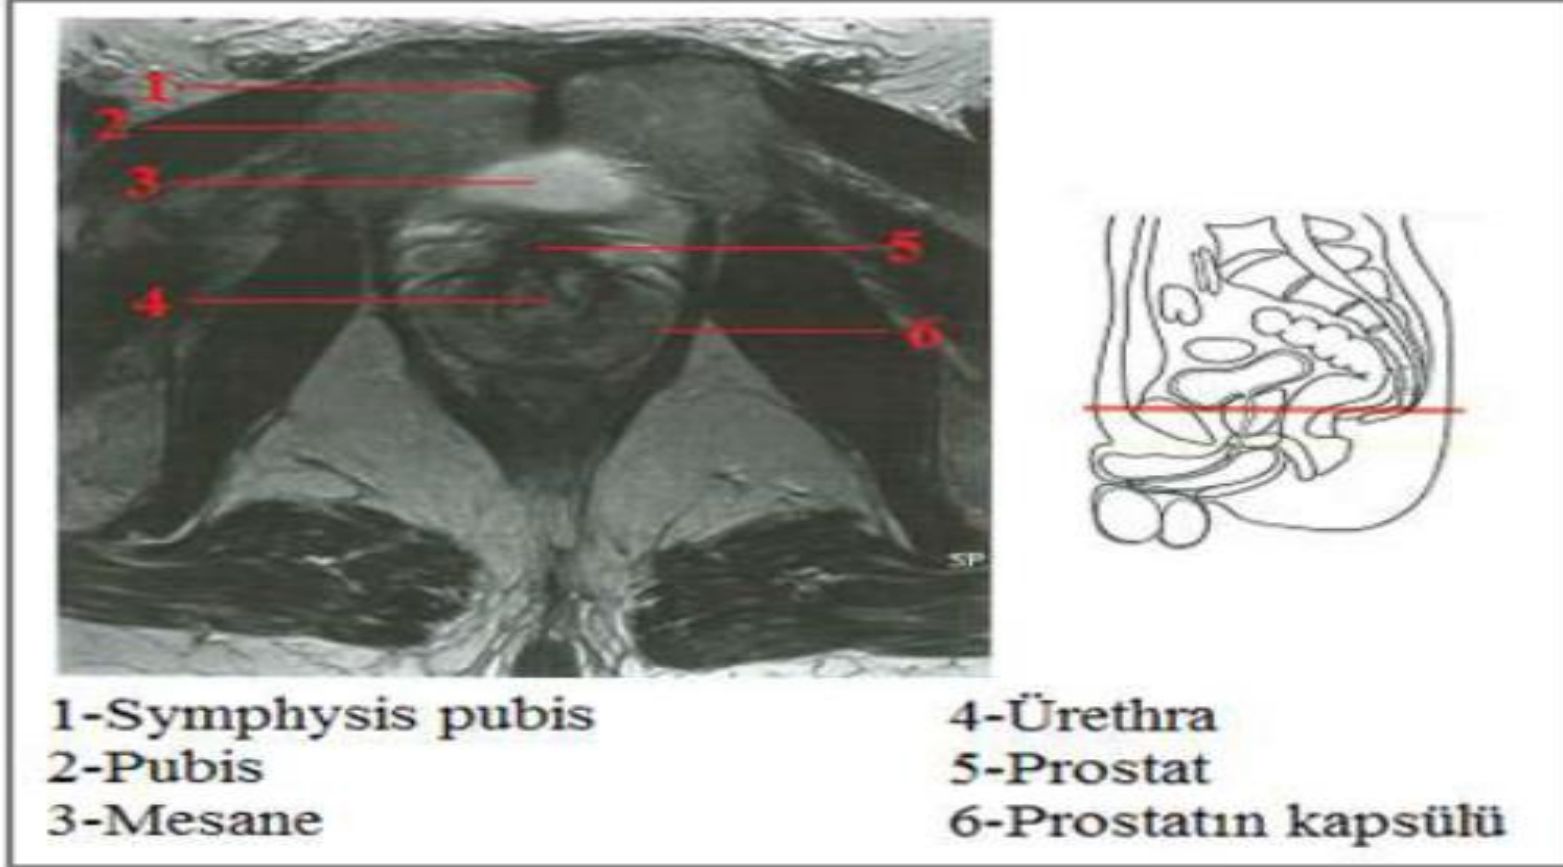 1
2
3
4
5
6
SP
1-Symphysis pubis
2-Pubis
3-Mesane
4-Ürethra
5-Prostat
6-Prostatın kapsülü